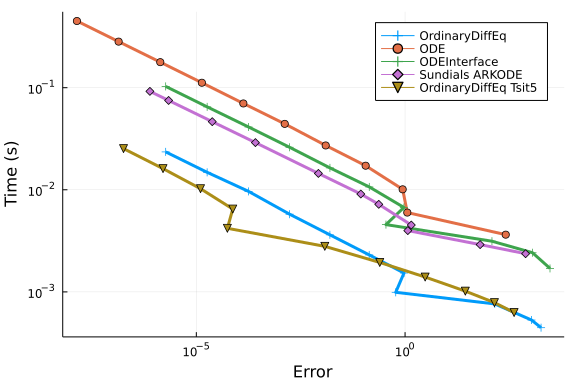 OrdinaryDiffEq
ODE
ODEInterface
Sundials ARKODE
OrdinaryDiffEq Tsit5
Time (s)
10⁻¹
10⁻²
10⁻³
10⁻⁵
10⁰
Error